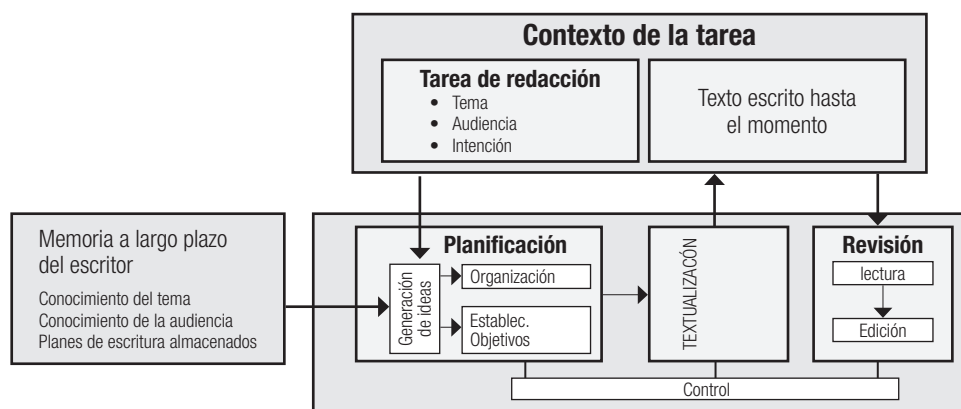 Contexto de la tarea
Tarea de redacción
• Tema
• Audiencia
• Intención
Texto escrito hasta
el momento
Memoria a largo plazo
del escritor
Conocimiento del tema
Conocimiento de la audiencia
Planes de escritura almacenados
Planificación
Generación
de ideas
Organización
Establec.
Objetivos
TEXTUALIZACÓN
Revisión
lectura
Edición
Control